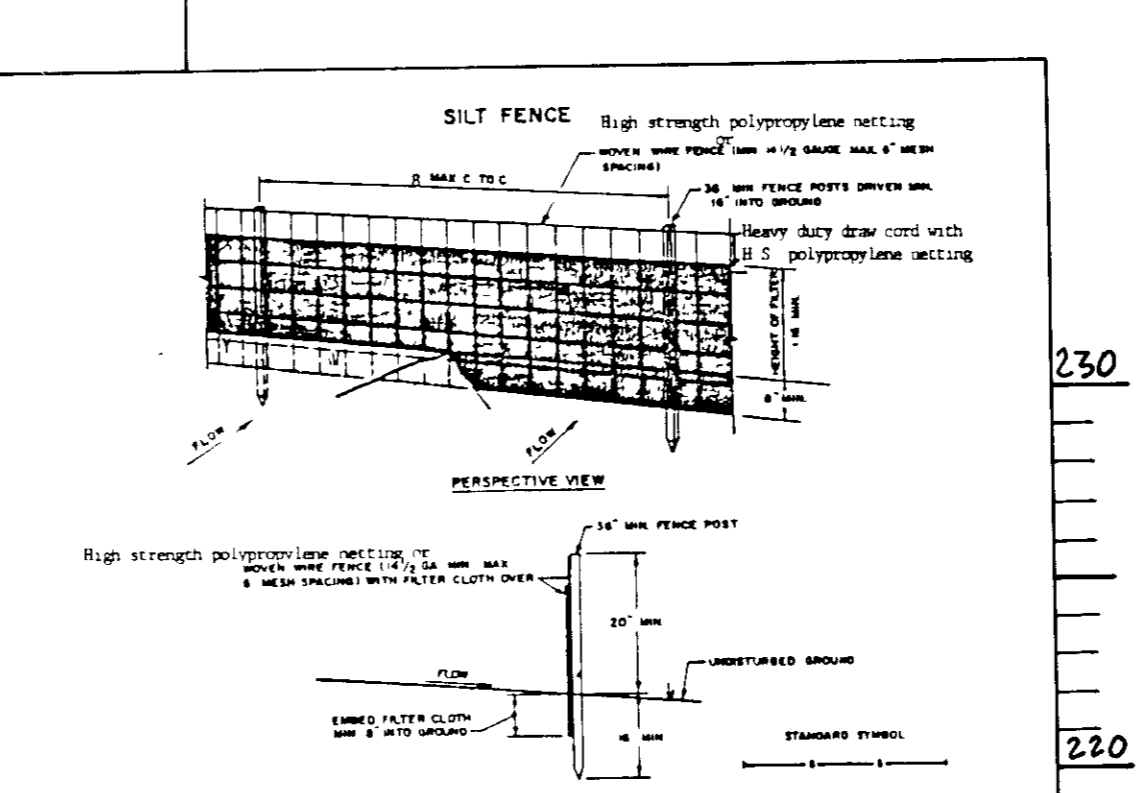 SILT FENCE
High strength polypropylene netting
or
WOVEN WIRE FENCE (MIN 14 1/2 GAUGE MAX 6" MESH
SPACING)
8 MAX C TO C
36 MIN FENCE POSTS DRIVEN MIN.
16" INTO GROUND
Heavy duty draw cord with
H S polypropylene netting
HEIGHT OF FILTER
16 MIN.
8" MIN.
230
FLOW
FLOW
PERSPECTIVE VIEW
36" MIN. FENCE POST
High strength polypropylene netting or
WOVEN WIRE FENCE (14 1/2 GA MIN MAX
6 MESH SPACING) WITH FILTER CLOTH OVER
20" MIN.
UNDISTURBED GROUND
FLOW
EMBED FILTER CLOTH
MIN 8" INTO GROUND
16 MIN
STANDARD SYMBOL
S S
220